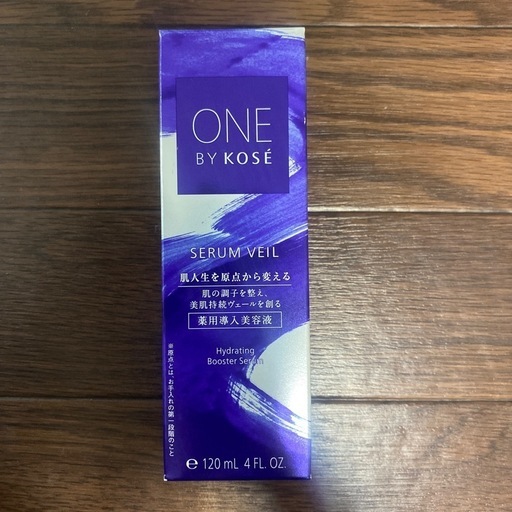 ONE
BY KOSÉ
SERUM VEIL
肌人生を原点から変える
肌の調子を整え、
美肌持続ヴェールを創る
薬用導入美容液
Hydrating
Booster Serum
※原点とは、お手入れの第一段階のこと
℮ 120 mL 4 FL. OZ.